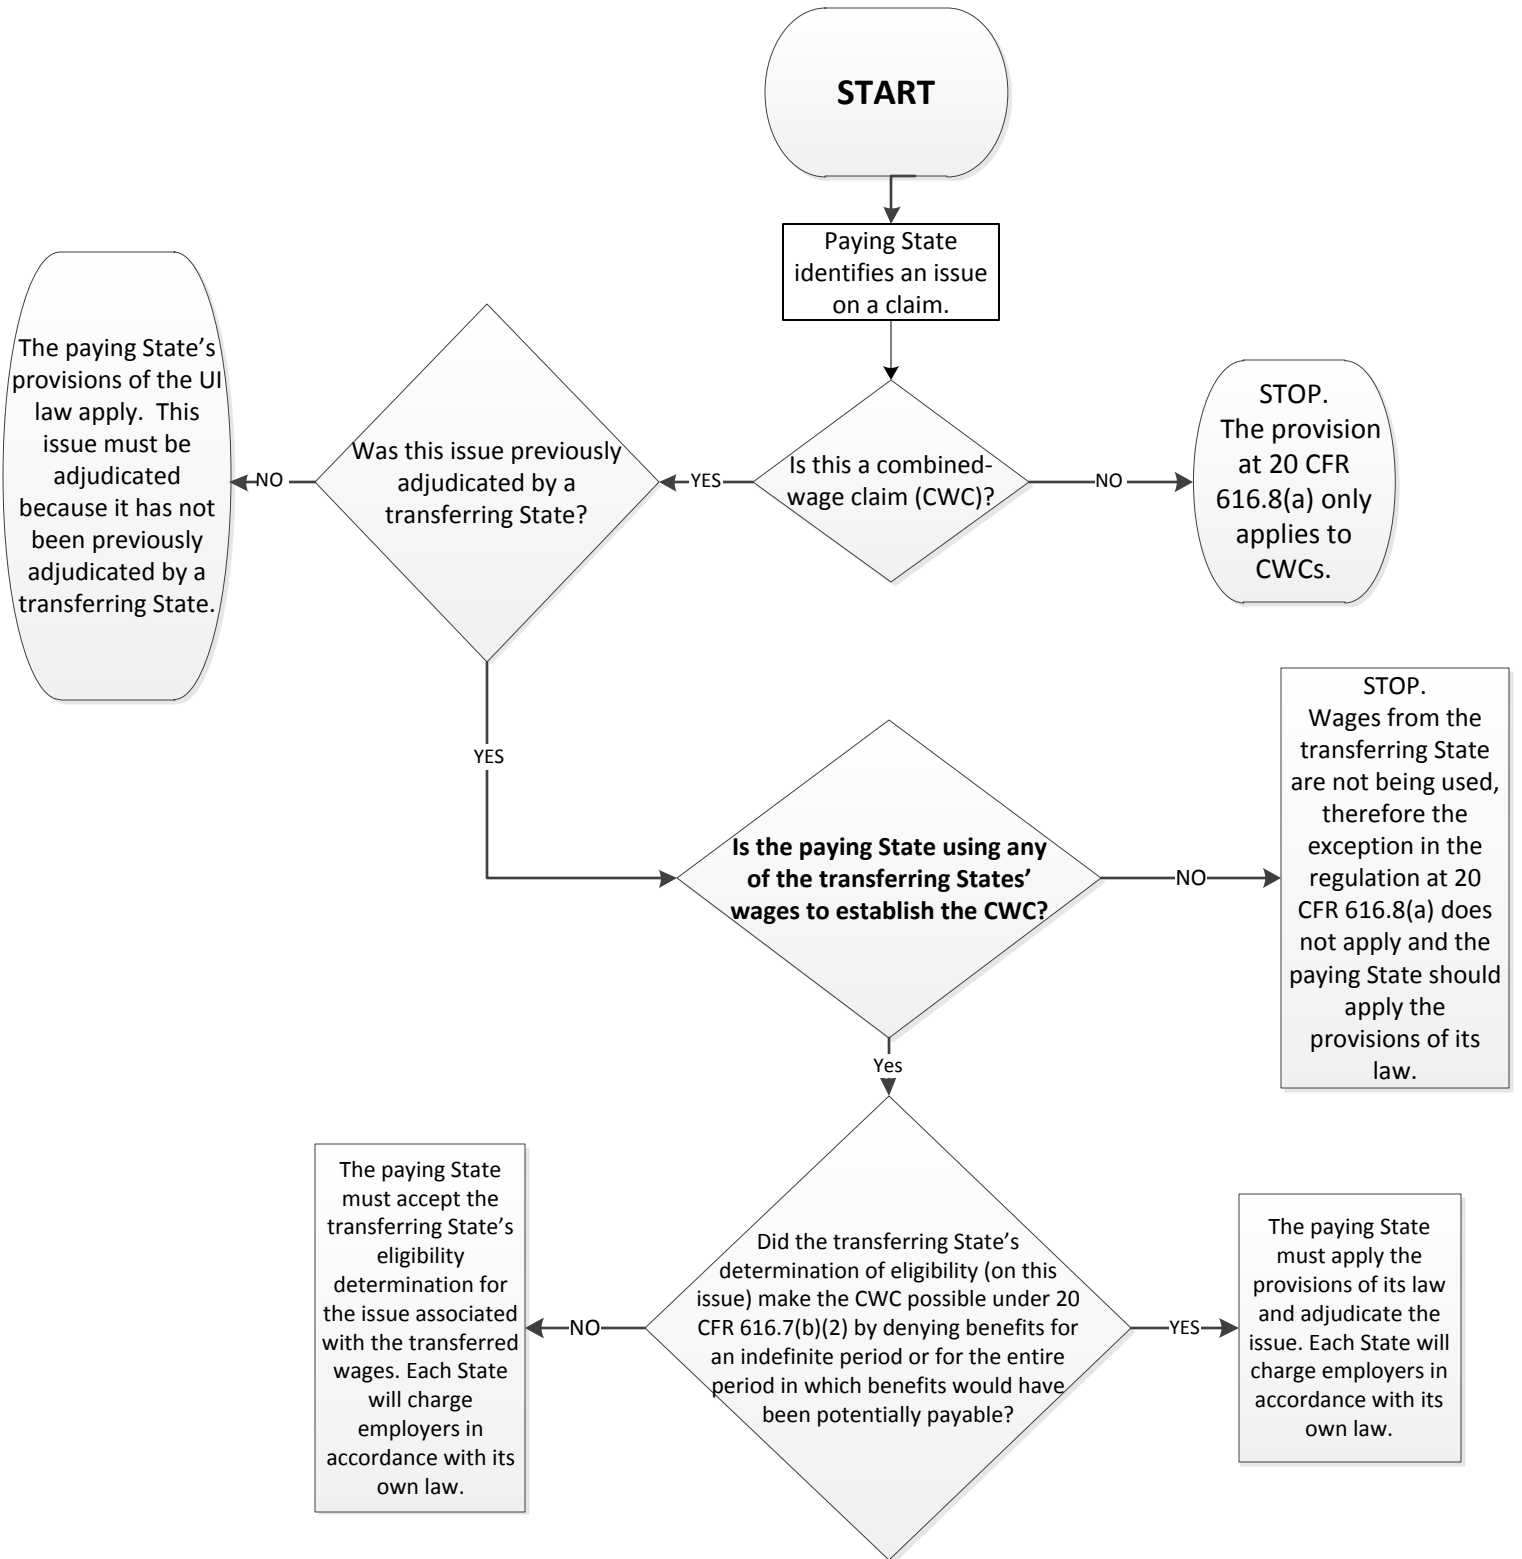 START
Paying State
identifies an issue
on a claim.
Is this a combined-
wage claim (CWC)?
NO
STOP.
The provision
at 20 CFR
616.8(a) only
applies to
CWCs.
YES
Was this issue previously
adjudicated by a
transferring State?
NO
The paying State’s
provisions of the UI
law apply.  This
issue must be
adjudicated
because it has not
been previously
adjudicated by a
transferring State.
YES
Is the paying State using any
of the transferring States’
wages to establish the CWC?
NO
STOP.
Wages from the
transferring State
are not being used,
therefore the
exception in the
regulation at 20
CFR 616.8(a) does
not apply and the
paying State should
apply the
provisions of its
law.
Yes
Did the transferring State’s
determination of eligibility (on this
issue) make the CWC possible under 20
CFR 616.7(b)(2) by denying benefits for
an indefinite period or for the entire
period in which benefits would have
been potentially payable?
NO
The paying State
must accept the
transferring State’s
eligibility
determination for
the issue associated
with the transferred
wages. Each State
will charge
employers in
accordance with its
own law.
YES
The paying State
must apply the
provisions of its law
and adjudicate the
issue. Each State will
charge employers in
accordance with its
own law.